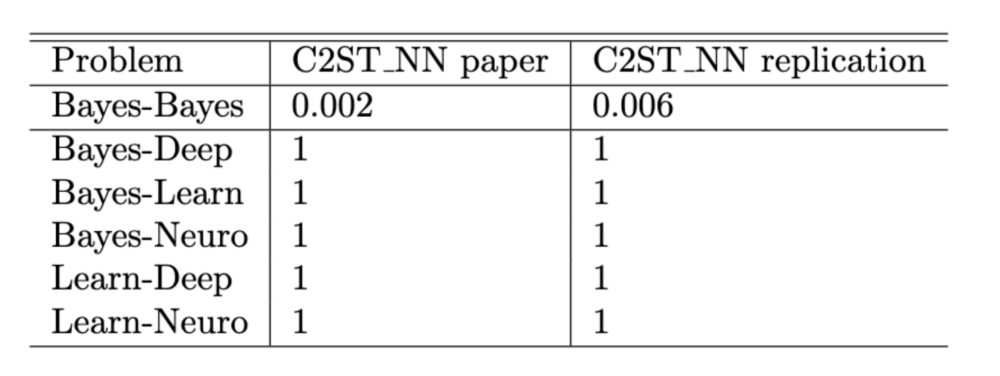 Problem C2ST_NN paper C2ST_NN replication
Bayes-Bayes 0.002 0.006
Bayes-Deep 1 1
Bayes-Learn 1 1
Bayes-Neuro 1 1
Learn-Deep 1 1
Learn-Neuro 1 1